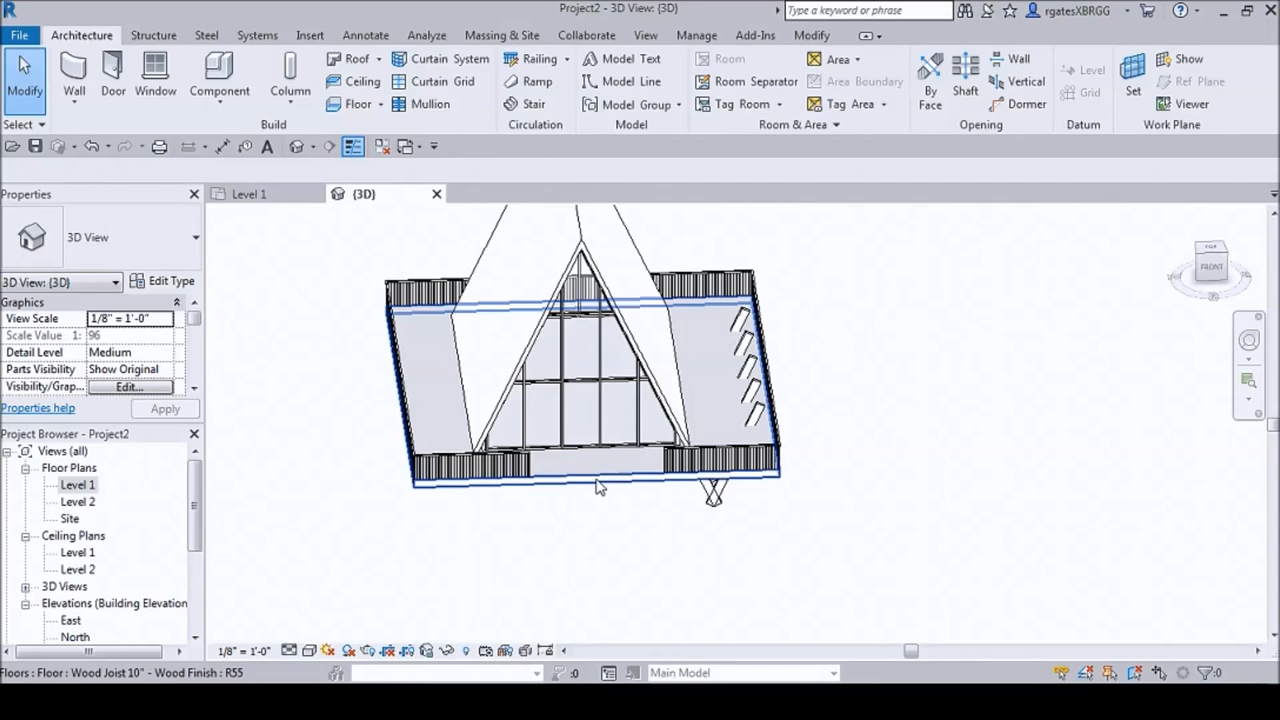 Project2 - 3D View: {3D}
Type a keyword or phrase
rgatesXBRGG
File Architecture Structure Steel Systems Insert Annotate Analyze Massing & Site Collaborate View Manage Add-Ins Modify
Modify
Wall
Door
Window
Component
Column
Roof
Ceiling
Floor
Curtain System
Curtain Grid
Mullion
Railing
Ramp
Stair
Model Text
Model Line
Model Group
Room
Room Separator
Tag Room
Area
Area Boundary
Tag Area
By
Face
Shaft
Wall
Vertical
Dormer
Level
Grid
Set
Show
Ref Plane
Viewer
Select
Build
Circulation
Model
Room & Area
Opening
Datum
Work Plane
Properties
Level 1
{3D}
3D View
3D View: {3D}
Edit Type
Graphics
View Scale 1/8" = 1'-0"
Scale Value 1: 96
Detail Level Medium
Parts Visibility Show Original
Visibility/Grap... Edit...
Properties help
Apply
TOP
FRONT
Project Browser - Project2
Views (all)
Floor Plans
Level 1
Level 2
Site
Ceiling Plans
Level 1
Level 2
3D Views
Elevations (Building Elevation
East
North
1/8" = 1'-0"
Floors : Floor : Wood Joist 10" - Wood Finish : R55
:0
Main Model
:0